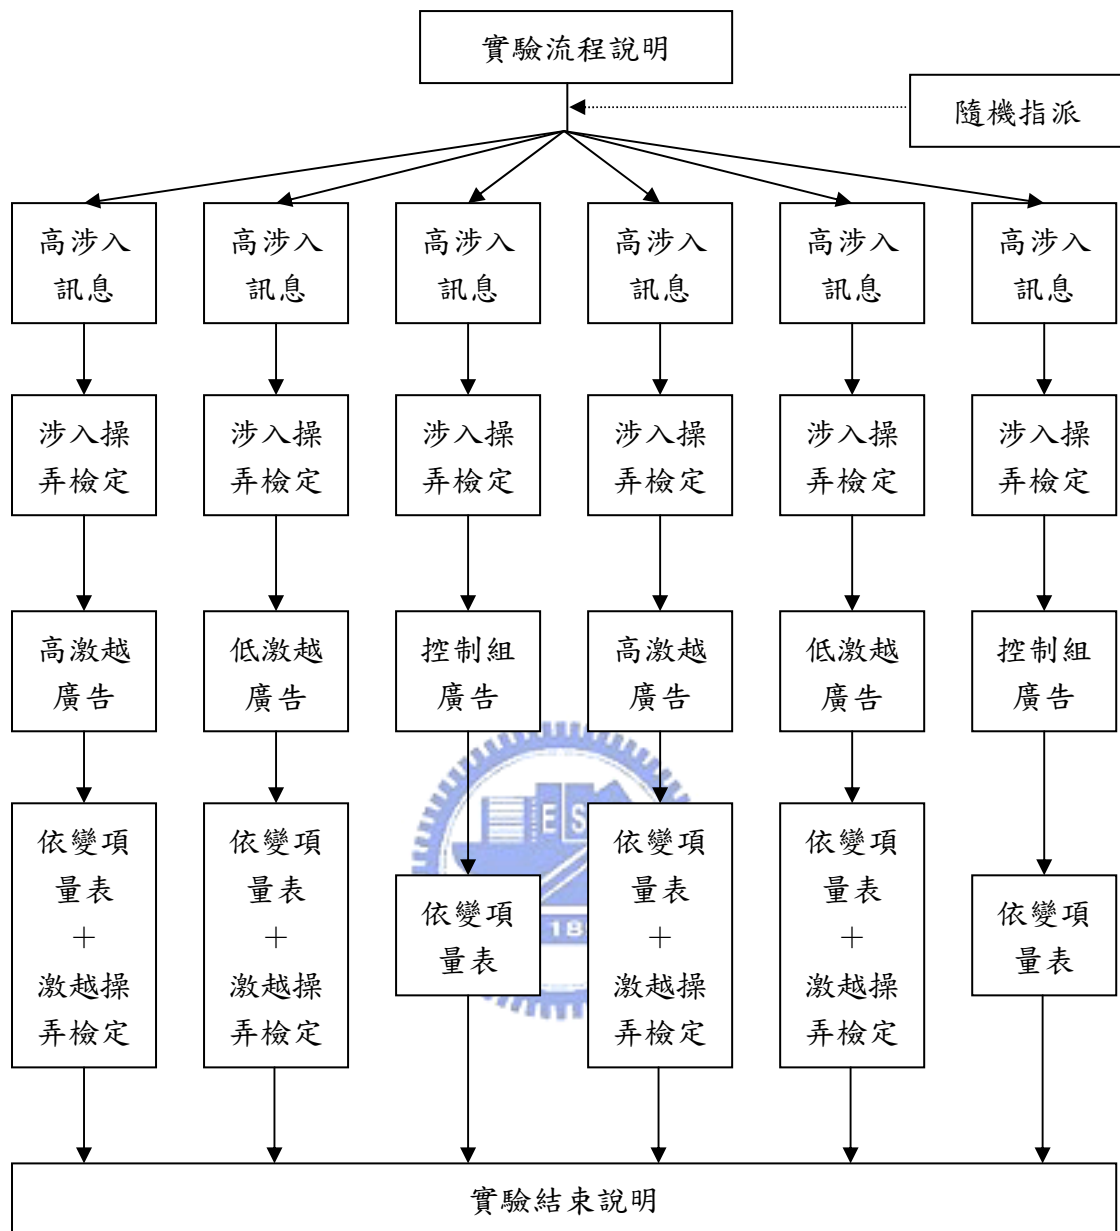 實驗流程說明
隨機指派
高涉入
訊息
高涉入
訊息
高涉入
訊息
高涉入
訊息
高涉入
訊息
高涉入
訊息
涉入操
弄檢定
涉入操
弄檢定
涉入操
弄檢定
涉入操
弄檢定
涉入操
弄檢定
涉入操
弄檢定
高激越
廣告
低激越
廣告
控制組
廣告
高激越
廣告
低激越
廣告
控制組
廣告
依變項
量表
+
激越操
弄檢定
依變項
量表
+
激越操
弄檢定
依變項
量表
依變項
量表
+
激越操
弄檢定
依變項
量表
+
激越操
弄檢定
依變項
量表
ES
18
實驗結束說明